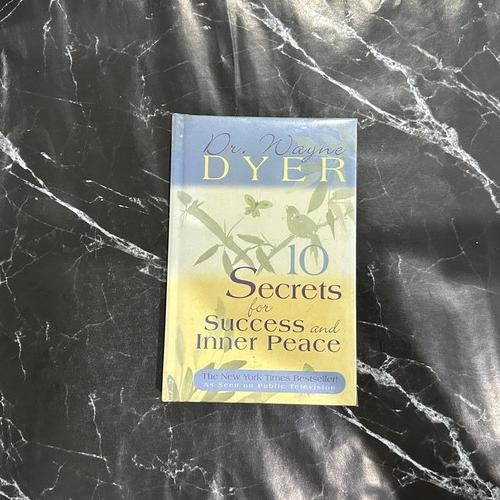 Dr. Wayne
DYER
10
Secrets
for
Success and
Inner Peace
The New York Times Bestseller!
As Seen on Public Television